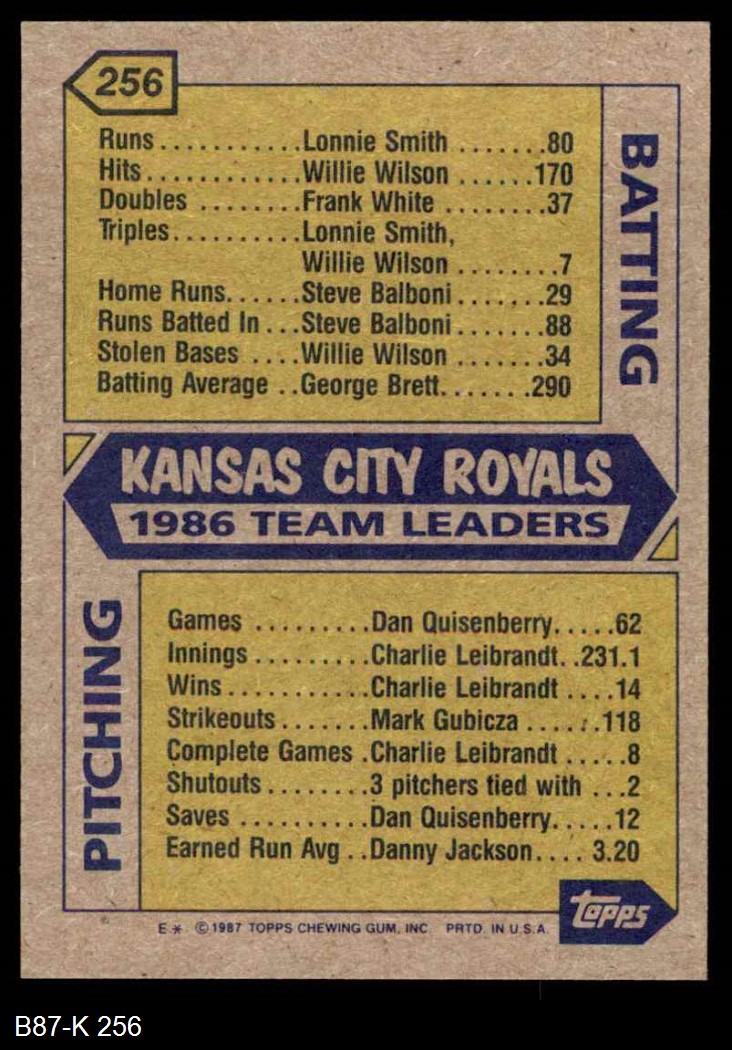 256
BATTING
Runs...........Lonnie Smith .......80
Hits............Willie Wilson ......170
Doubles ........Frank White ........37
Triples..........Lonnie Smith,
Willie Wilson ........7
Home Runs......Steve Balboni.......29
Runs Batted In...Steve Balboni.......88
Stolen Bases ....Willie Wilson .......34
Batting Average ..George Brett.......290
KANSAS CITY ROYALS
1986 TEAM LEADERS
PITCHING
Games .........Dan Quisenberry.....62
Innings.........Charlie Leibrandt..231.1
Wins...........Charlie Leibrandt ....14
Strikeouts.......Mark Gubicza ......118
Complete Games .Charlie Leibrandt .....8
Shutouts........3 pitchers tied with ...2
Saves ..........Dan Quisenberry.....12
Earned Run Avg ..Danny Jackson.... 3.20
topps
E* ©1987 TOPPS CHEWING GUM, INC. PRTD. IN U.S.A.
B87-K 256